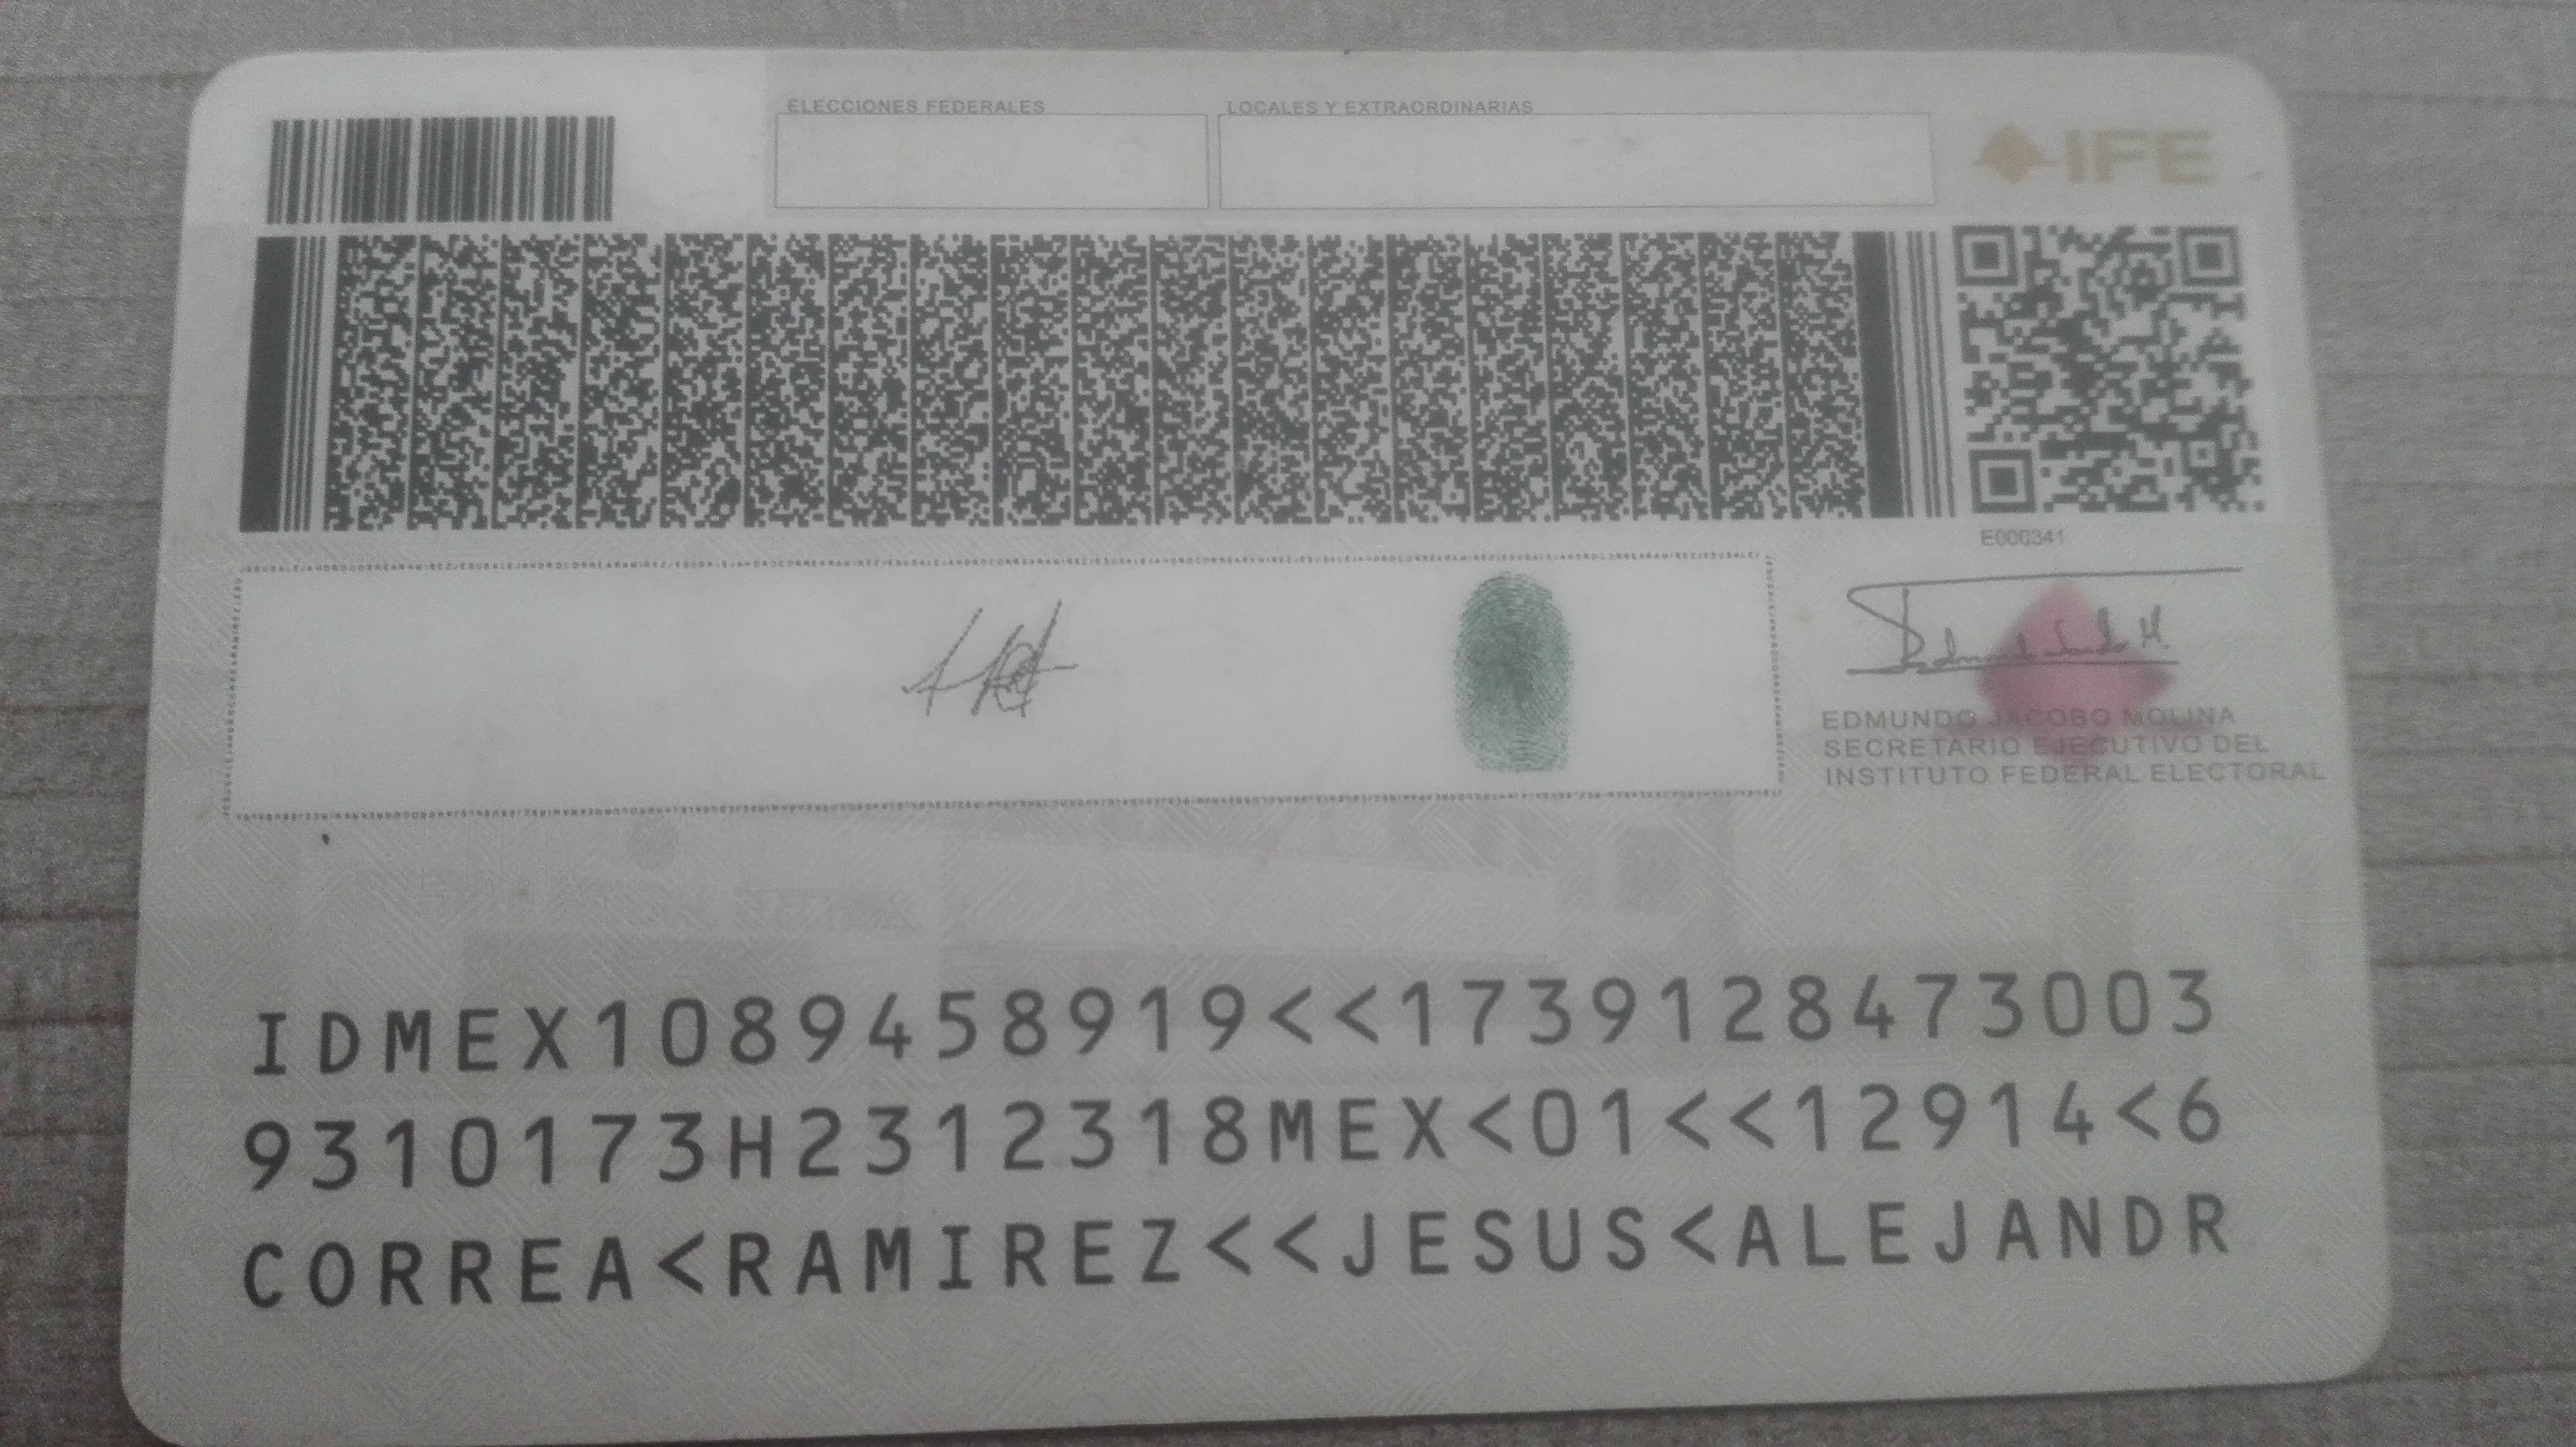 ELECCIONES FEDERALES
LOCALES Y EXTRAORDINARIAS
IFE
E000341
EDMUNDO JACOBO MOLINA
SECRETARIO EJECUTIVO DEL
INSTITUTO FEDERAL ELECTORAL
IDMEX1089458919<<1739128473003
9310173H2312318MEX<01<<12914<6
CORREA<RAMIREZ<<JESUS<ALEJANDR